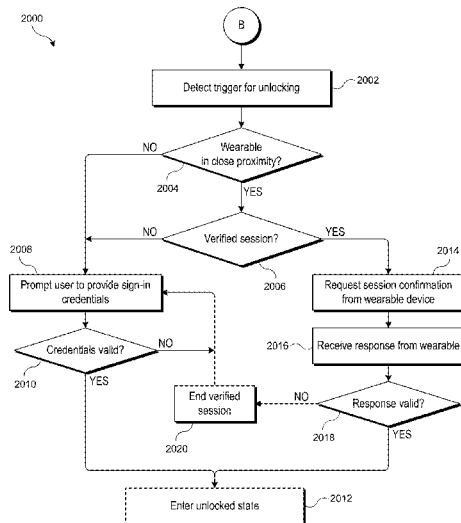 2000
B
Detect trigger for unlocking
2002
Wearable
in close proximity?
NO
2004
YES
Verified session?
NO
YES
2006
2008
Prompt user to provide sign-in
credentials
2014
Request session confirmation
from wearable device
Credentials valid?
NO
2010
YES
2016
Receive response from wearable
End verified
session
2020
NO
Response valid?
2018
YES
Enter unlocked state
2012